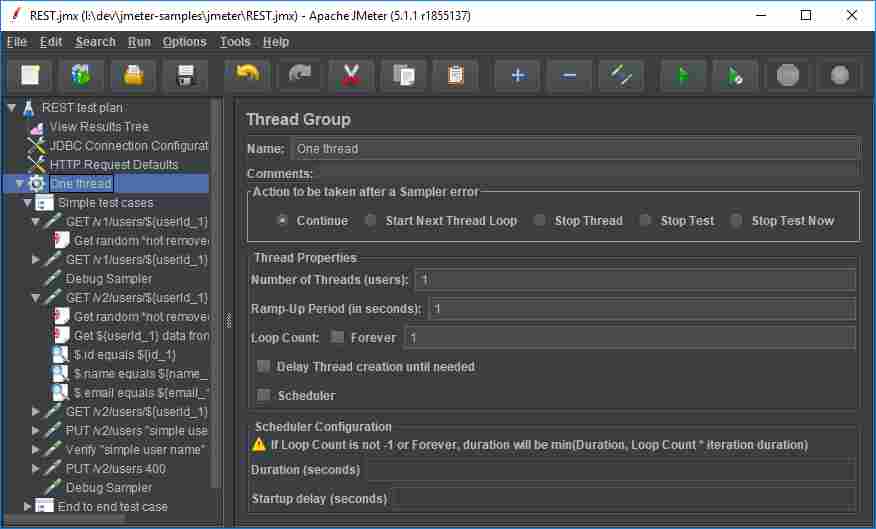 REST.jmx (I:\dev\jmeter-samples\jmeter\REST.jmx) - Apache JMeter (5.1.1 r1855137)
File Edit Search Run Options Tools Help
REST test plan
View Results Tree
JDBC Connection Configurat
HTTP Request Defaults
One thread
Simple test cases
GET /v1/users/${userId_1}
Get random "not remove
GET /v1/users/${userId_1}
Debug Sampler
GET /v2/users/${userId_1}
Get random "not remove
Get ${userId_1} data from
$.id equals ${id_1}
$.name equals ${name_
$.email equals ${email_
GET /v2/users/${userId_1}
PUT /v2/users "simple use
Verify "simple user name"
PUT /v2/users 400
Debug Sampler
End to end test case
Thread Group
Name: One thread
Comments:
Action to be taken after a Sampler error
Continue Start Next Thread Loop Stop Thread Stop Test Stop Test Now
Thread Properties
Number of Threads (users): 1
Ramp-Up Period (in seconds): 1
Loop Count: Forever 1
Delay Thread creation until needed
Scheduler
Scheduler Configuration
If Loop Count is not -1 or Forever, duration will be min(Duration, Loop Count * iteration duration)
Duration (seconds)
Startup delay (seconds)